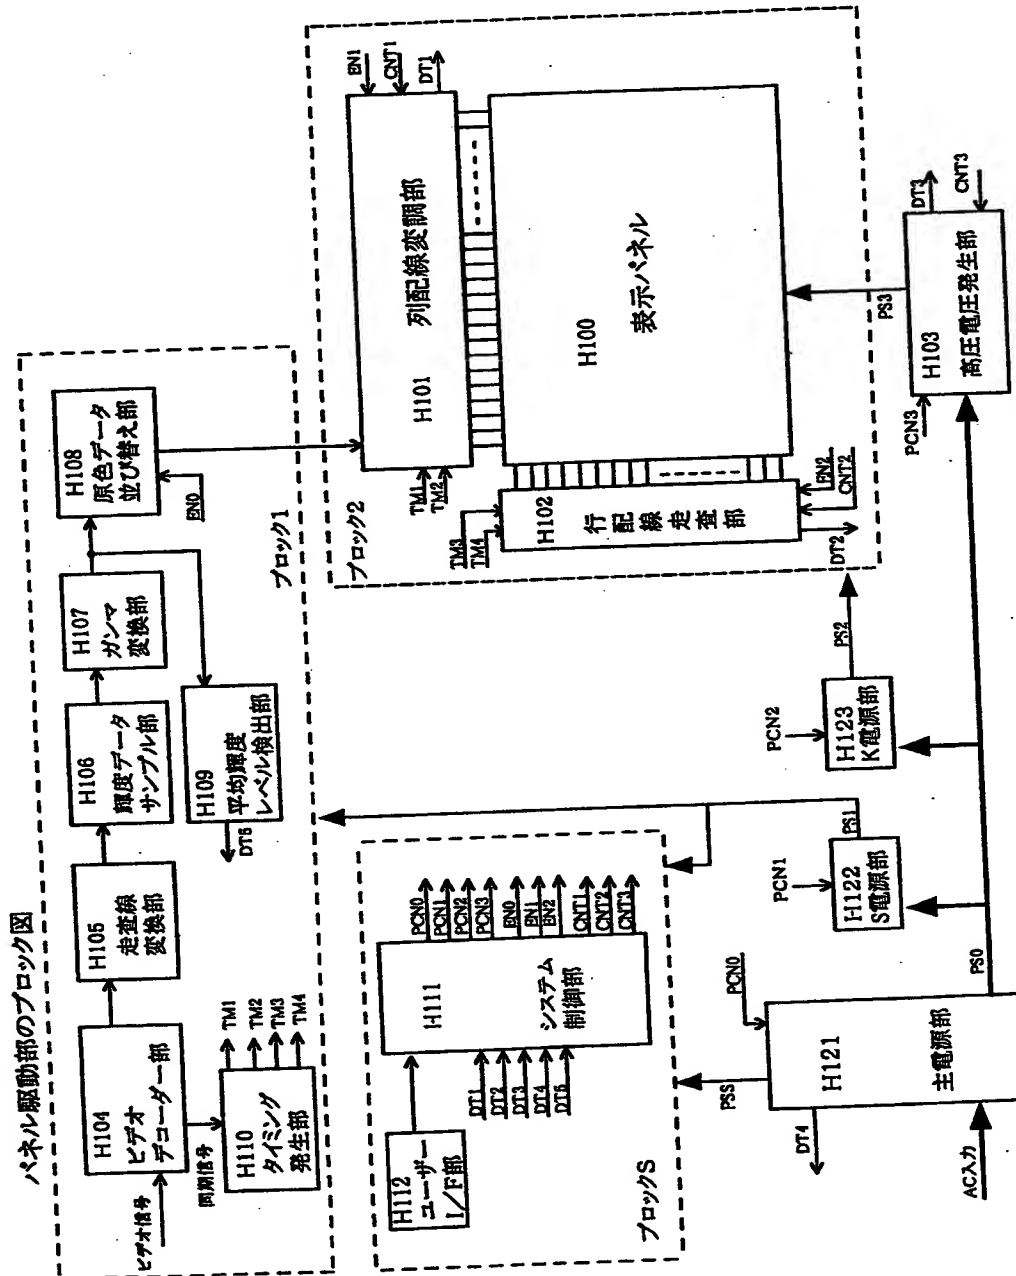 パネル駆動部のブロック図
ビデオ信号
H104
ビデオ
デコーダー部
H105
走査線
変換部
H106
輝度データ
サンプル部
H107
ガンマ
変換部
H108
原色データ
並び替え部
EN0
同期信号
H110
タイミング
発生部
TM1
TM2
TM3
TM4
H109
平均輝度
レベル検出部
DT5
ブロック1
ブロック2
TM1
TM2
H101
列配線変調部
EN1
CNT1
DT1
TM3
TM4
H102
行配線走査部
EN2
CNT2
DT2
H100
表示パネル
H112
ユーザー
I/F部
DT1
DT2
DT3
DT4
DT5
H111
システム
制御部
PCN0
PCN1
PCN2
PCN3
EN0
EN1
EN2
CNT1
CNT2
CNT3
ブロックS
PCN1
H122
S電源部
PS1
PCN2
H123
K電源部
PS2
PCN3
H103
高圧電圧発生部
PS3
DT3
CNT3
DT4
PSS
PCN0
H121
主電源部
PS0
AC入力